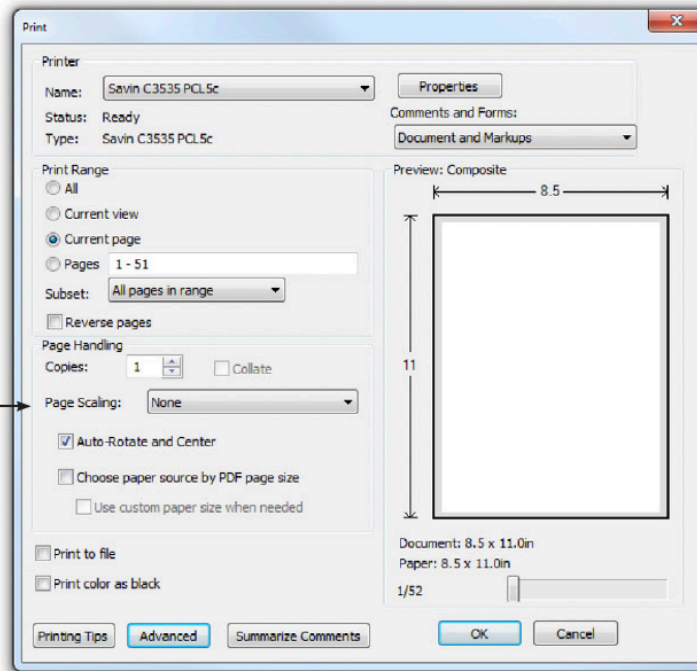 Print
Printer
Name: Savin C3535 PCL5c
Properties
Status: Ready
Comments and Forms:
Type: Savin C3535 PCL5c
Document and Markups
Print Range
All
Current view
Current page
Pages 1 - 51
Subset: All pages in range
Reverse pages
Page Handling
Copies: 1 Collate
Page Scaling: None
Auto-Rotate and Center
Choose paper source by PDF page size
Use custom paper size when needed
Print to file
Print color as black
Preview: Composite
8.5
11
Document: 8.5 x 11.0in
Paper: 8.5 x 11.0in
1/52
Printing Tips
Advanced
Summarize Comments
OK
Cancel